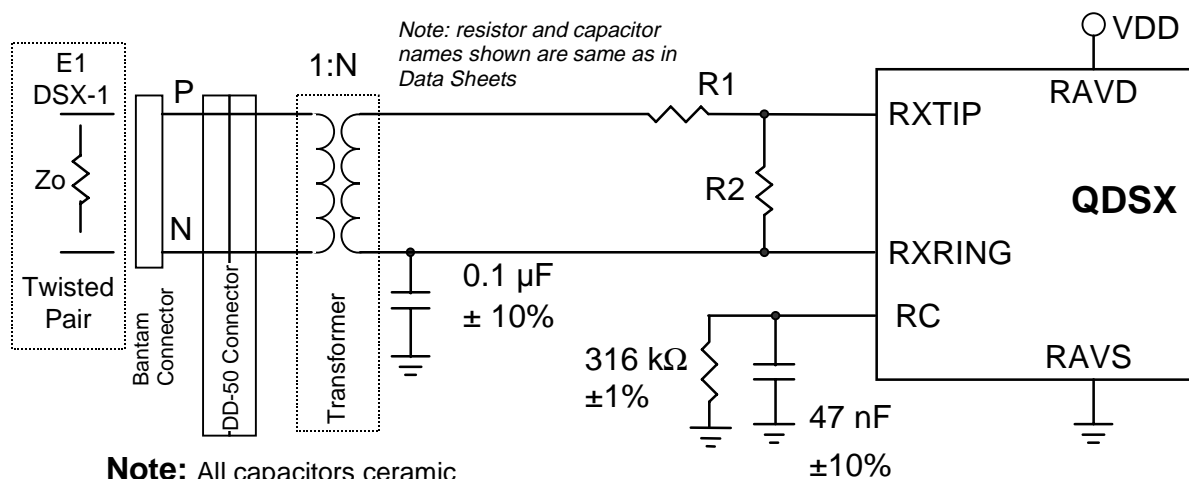 Note: resistor and capacitor
names shown are same as in
Data Sheets
VDD
E1
DSX-1
P
1:N
R1
RAVD
RXTIP
Zo
R2
QDSX
N
RXRING
0.1 µF
± 10%
RC
Twisted
Pair
Bantam
Connector
DD-50 Connector
Transformer
316 kΩ
±1%
RAVS
47 nF
±10%
Note: All capacitors ceramic